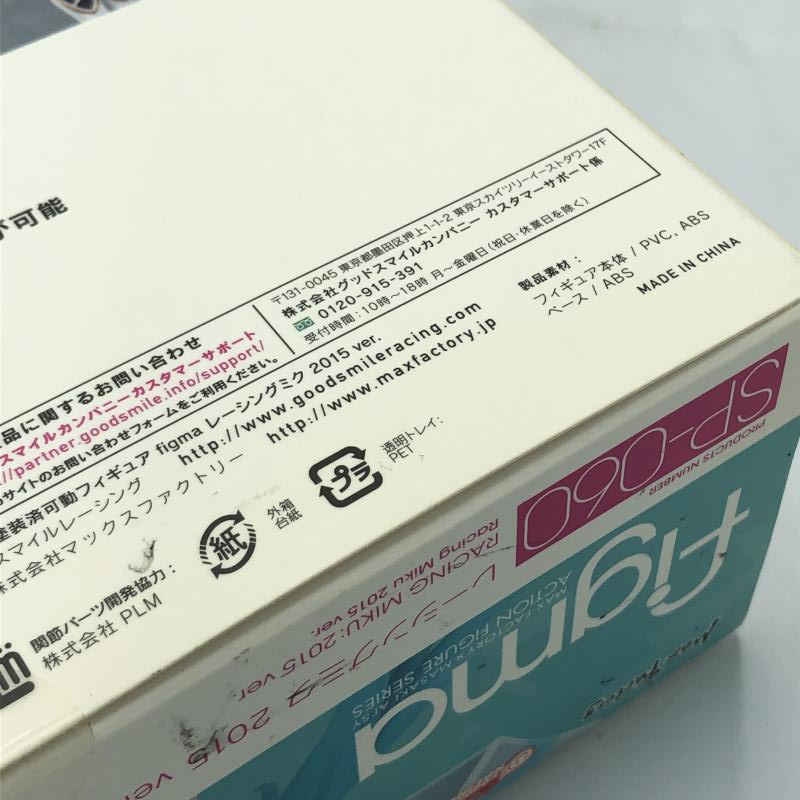 が可能
品に関するお問い合わせ
スマイルカンパニーカスタマーサポート
://partner.goodsmile.info/support/
サイトのお問い合わせフォームをご利用ください。
〒131-0045 東京都墨田区押上1-1-2 東京スカイツリーイーストタワー17F
株式会社グッドスマイルカンパニー カスタマーサポート係
0120-915-391
受付時間:10時〜18時 月〜金曜日(祝日・休業日を除く)
塗装済可動フィギュア figma レーシングミク 2015 ver.
スマイルレーシング http://www.goodsmileracing.com
株式会社マックスファクトリー http://www.maxfactory.jp
製品素材:
フィギュア本体 / PVC, ABS
ベース / ABS
MADE IN CHINA
関節パーツ開発協力:
株式会社 PLM
紙
外箱
台紙
プラ
透明トレイ:
PET
PRODUCTS NUMBER.
SP-060
figma
MAX FACTORY × MASAKI APSY
ACTION FIGURE SERIES
レーシングミク 2015 ver.
RACING MIKU: 2015 ver.
Racing Miku 2015 ver.
Max Factory